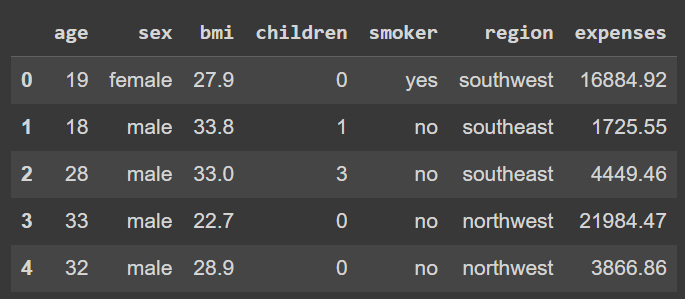 age sex bmi children smoker region expenses
0 19 female 27.9 0 yes southwest 16884.92
1 18 male 33.8 1 no southeast 1725.55
2 28 male 33.0 3 no southeast 4449.46
3 33 male 22.7 0 no northwest 21984.47
4 32 male 28.9 0 no northwest 3866.86